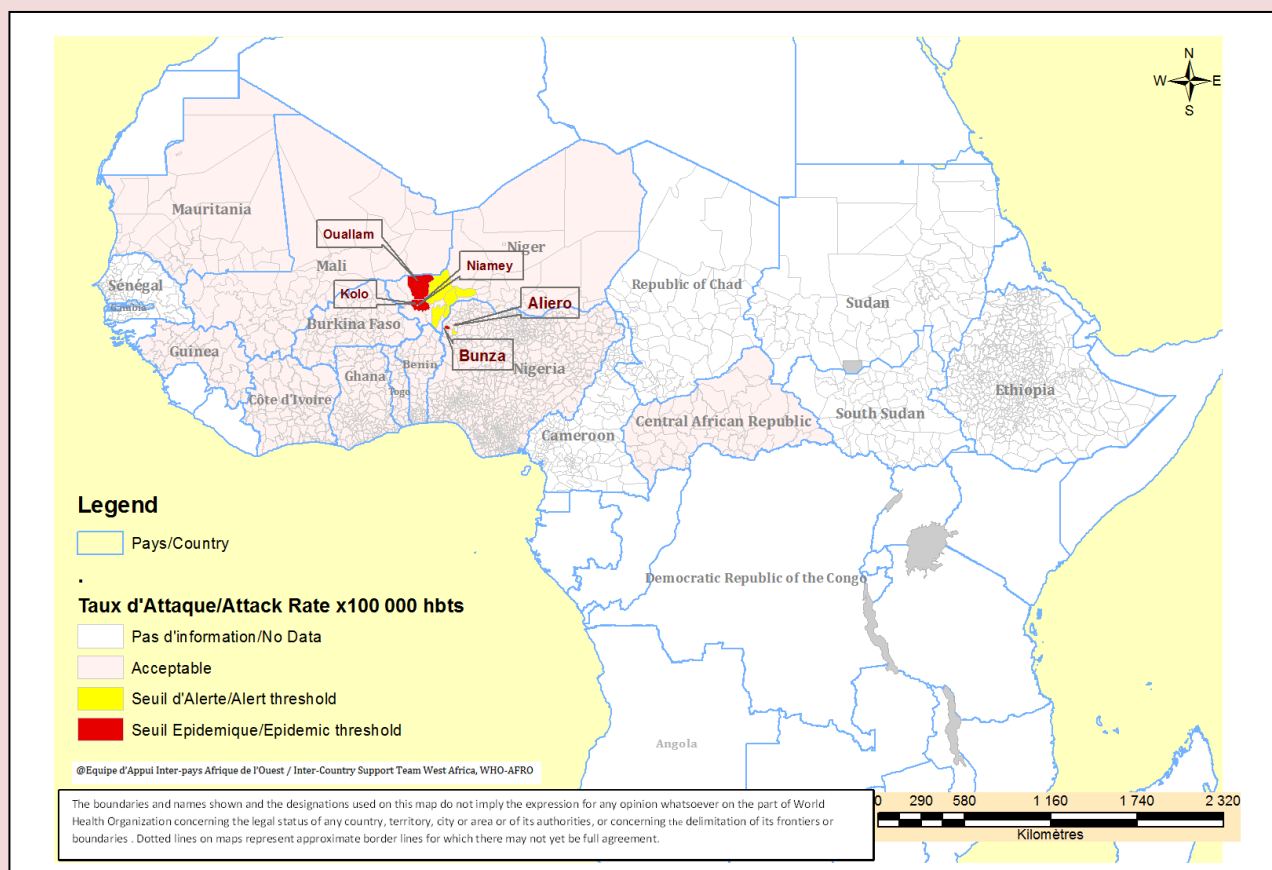 N
W E
S
Mauritania
Ouallam
Niger
Mali
Niamey
Sénégal
Kolo
Republic of Chad
Aliero
Sudan
Gambia
Burkina Faso
Guinea
Bunza
Benin
Nigeria
Ghana
Togo
Côte d'Ivoire
Ethiopia
South Sudan
Central African Republic
Cameroon
Democratic Republic of the Congo
Angola
Legend
Pays/Country
.
Taux d'Attaque/Attack Rate x100 000 hbts
Pas d'information/No Data
Acceptable
Seuil d'Alerte/Alert threshold
Seuil Epidemique/Epidemic threshold
@Equipe d'Appui Inter-pays Afrique de l'Ouest / Inter-Country Support Team West Africa, WHO-AFRO
The boundaries and names shown and the designations used on this map do not imply the expression for any opinion whatsoever on the part of World
Health Organization concerning the legal status of any country, territory, city or area or of its authorities, or concerning the delimitation of its frontiers or
boundaries . Dotted lines on maps represent approximate border lines for which there may not yet be full agreement.
0 290 580 1 160 1 740 2 320
Kilomètres